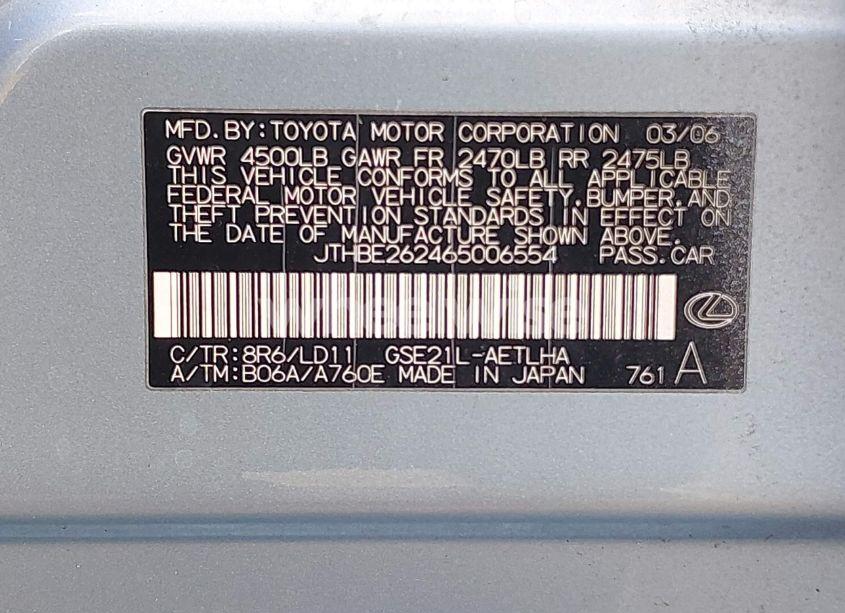 MFD.BY:TOYOTA MOTOR CORPORATION 03/06
GVWR 4500LB GAWR FR 2470LB RR 2475LB
THIS VEHICLE CONFORMS TO ALL APPLICABLE
FEDERAL MOTOR VEHICLE SAFETY,BUMPER,AND
THEFT PREVENTION STANDARDS IN EFFECT ON
THE DATE OF MANUFACTURE SHOWN ABOVE.
JTHBE262465006554 PASS.CAR
wheelwise
C/TR:8R6/LD11 GSE21L-AETLHA
A/TM:B06A/A760E MADE IN JAPAN 761 A